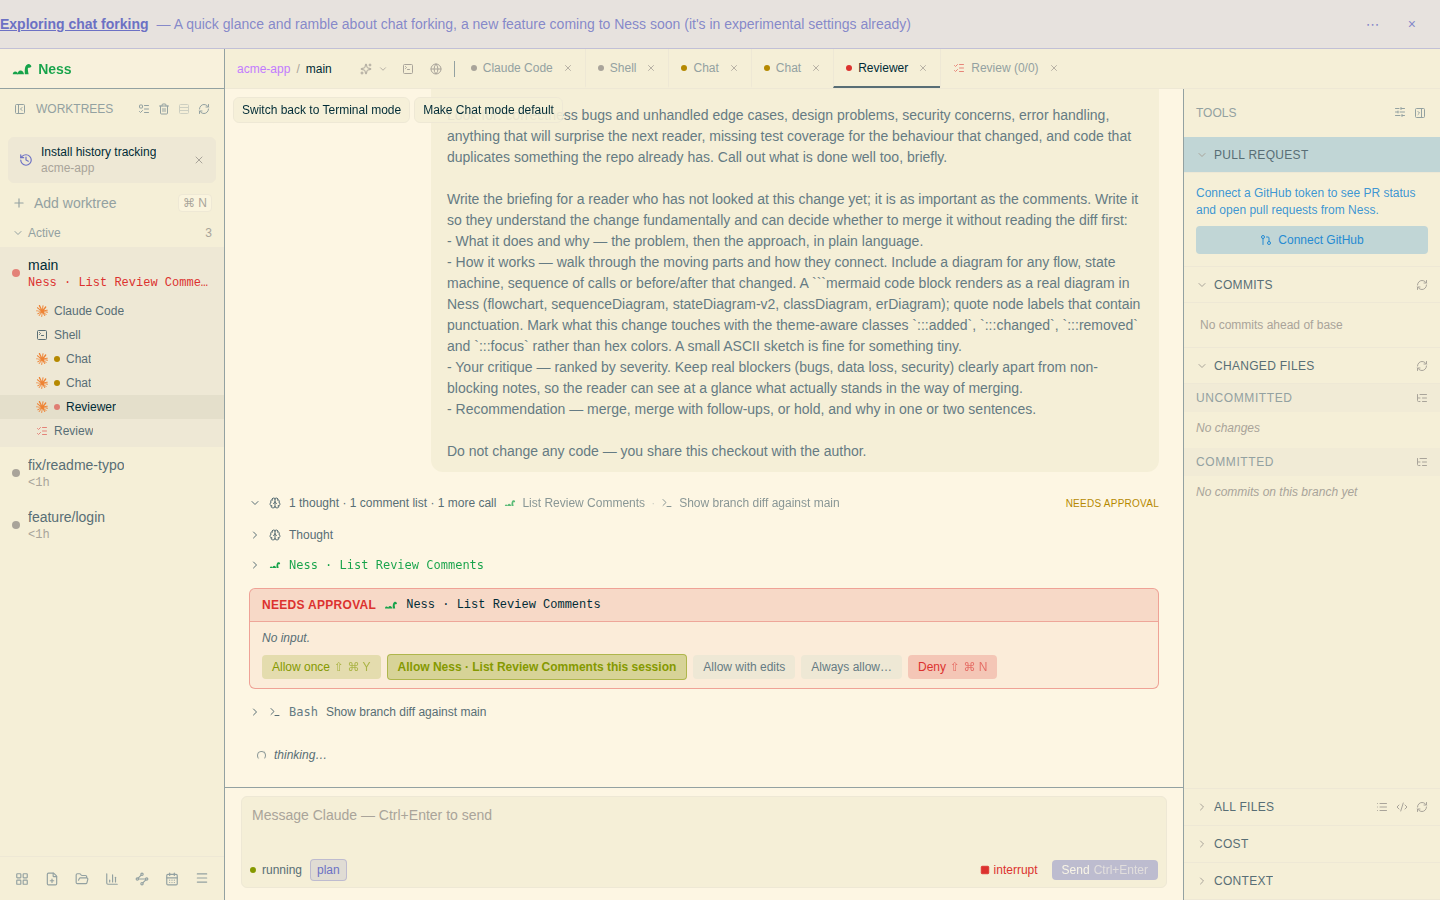 Exploring chat forking — A quick glance and ramble about chat forking, a new feature coming to Ness soon (it's in experimental settings already)
Ness
acme-app / main
Claude Code
Shell
Chat
Chat
Reviewer
Review (0/0)
WORKTREES
Install history tracking
acme-app
Add worktree ⌘ N
Active 3
main
Ness · List Review Comme…
Claude Code
Shell
Chat
Chat
Reviewer
Review
fix/readme-typo
<1h
feature/login
<1h
Switch back to Terminal mode
Make Chat mode default
ss bugs and unhandled edge cases, design problems, security concerns, error handling,
anything that will surprise the next reader, missing test coverage for the behaviour that changed, and code that
duplicates something the repo already has. Call out what is done well too, briefly.
Write the briefing for a reader who has not looked at this change yet; it is as important as the comments. Write it
so they understand the change fundamentally and can decide whether to merge it without reading the diff first:
- What it does and why — the problem, then the approach, in plain language.
- How it works — walk through the moving parts and how they connect. Include a diagram for any flow, state
machine, sequence of calls or before/after that changed. A ```mermaid code block renders as a real diagram in
Ness (flowchart, sequenceDiagram, stateDiagram-v2, classDiagram, erDiagram); quote node labels that contain
punctuation. Mark what this change touches with the theme-aware classes `:::added`, `:::changed`, `:::removed`
and `:::focus` rather than hex colors. A small ASCII sketch is fine for something tiny.
- Your critique — ranked by severity. Keep real blockers (bugs, data loss, security) clearly apart from non-
blocking notes, so the reader can see at a glance what actually stands in the way of merging.
- Recommendation — merge, merge with follow-ups, or hold, and why in one or two sentences.
Do not change any code — you share this checkout with the author.
1 thought · 1 comment list · 1 more call List Review Comments · Show branch diff against main NEEDS APPROVAL
Thought
Ness · List Review Comments
NEEDS APPROVAL Ness · List Review Comments
No input.
Allow once ⇧ ⌘ Y
Allow Ness · List Review Comments this session
Allow with edits
Always allow…
Deny ⇧ ⌘ N
Bash Show branch diff against main
thinking…
Message Claude — Ctrl+Enter to send
running plan
interrupt
Send Ctrl+Enter
TOOLS
PULL REQUEST
Connect a GitHub token to see PR status
and open pull requests from Ness.
Connect GitHub
COMMITS
No commits ahead of base
CHANGED FILES
UNCOMMITTED
No changes
COMMITTED
No commits on this branch yet
ALL FILES
COST
CONTEXT